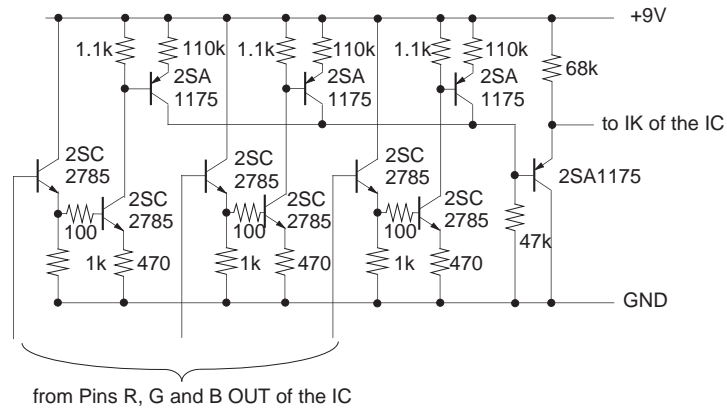 +9V
1.1k 110k 1.1k 110k 1.1k 110k
68k
2SA
1175
2SA
1175
2SA
1175
to IK of the IC
2SC
2785
2SC
2785
2SC
2785
2SA1175
2SC
2785
2SC
2785
2SC
2785
100
100
100
47k
1k 470
1k 470
1k 470
GND
from Pins R, G and B OUT of the IC